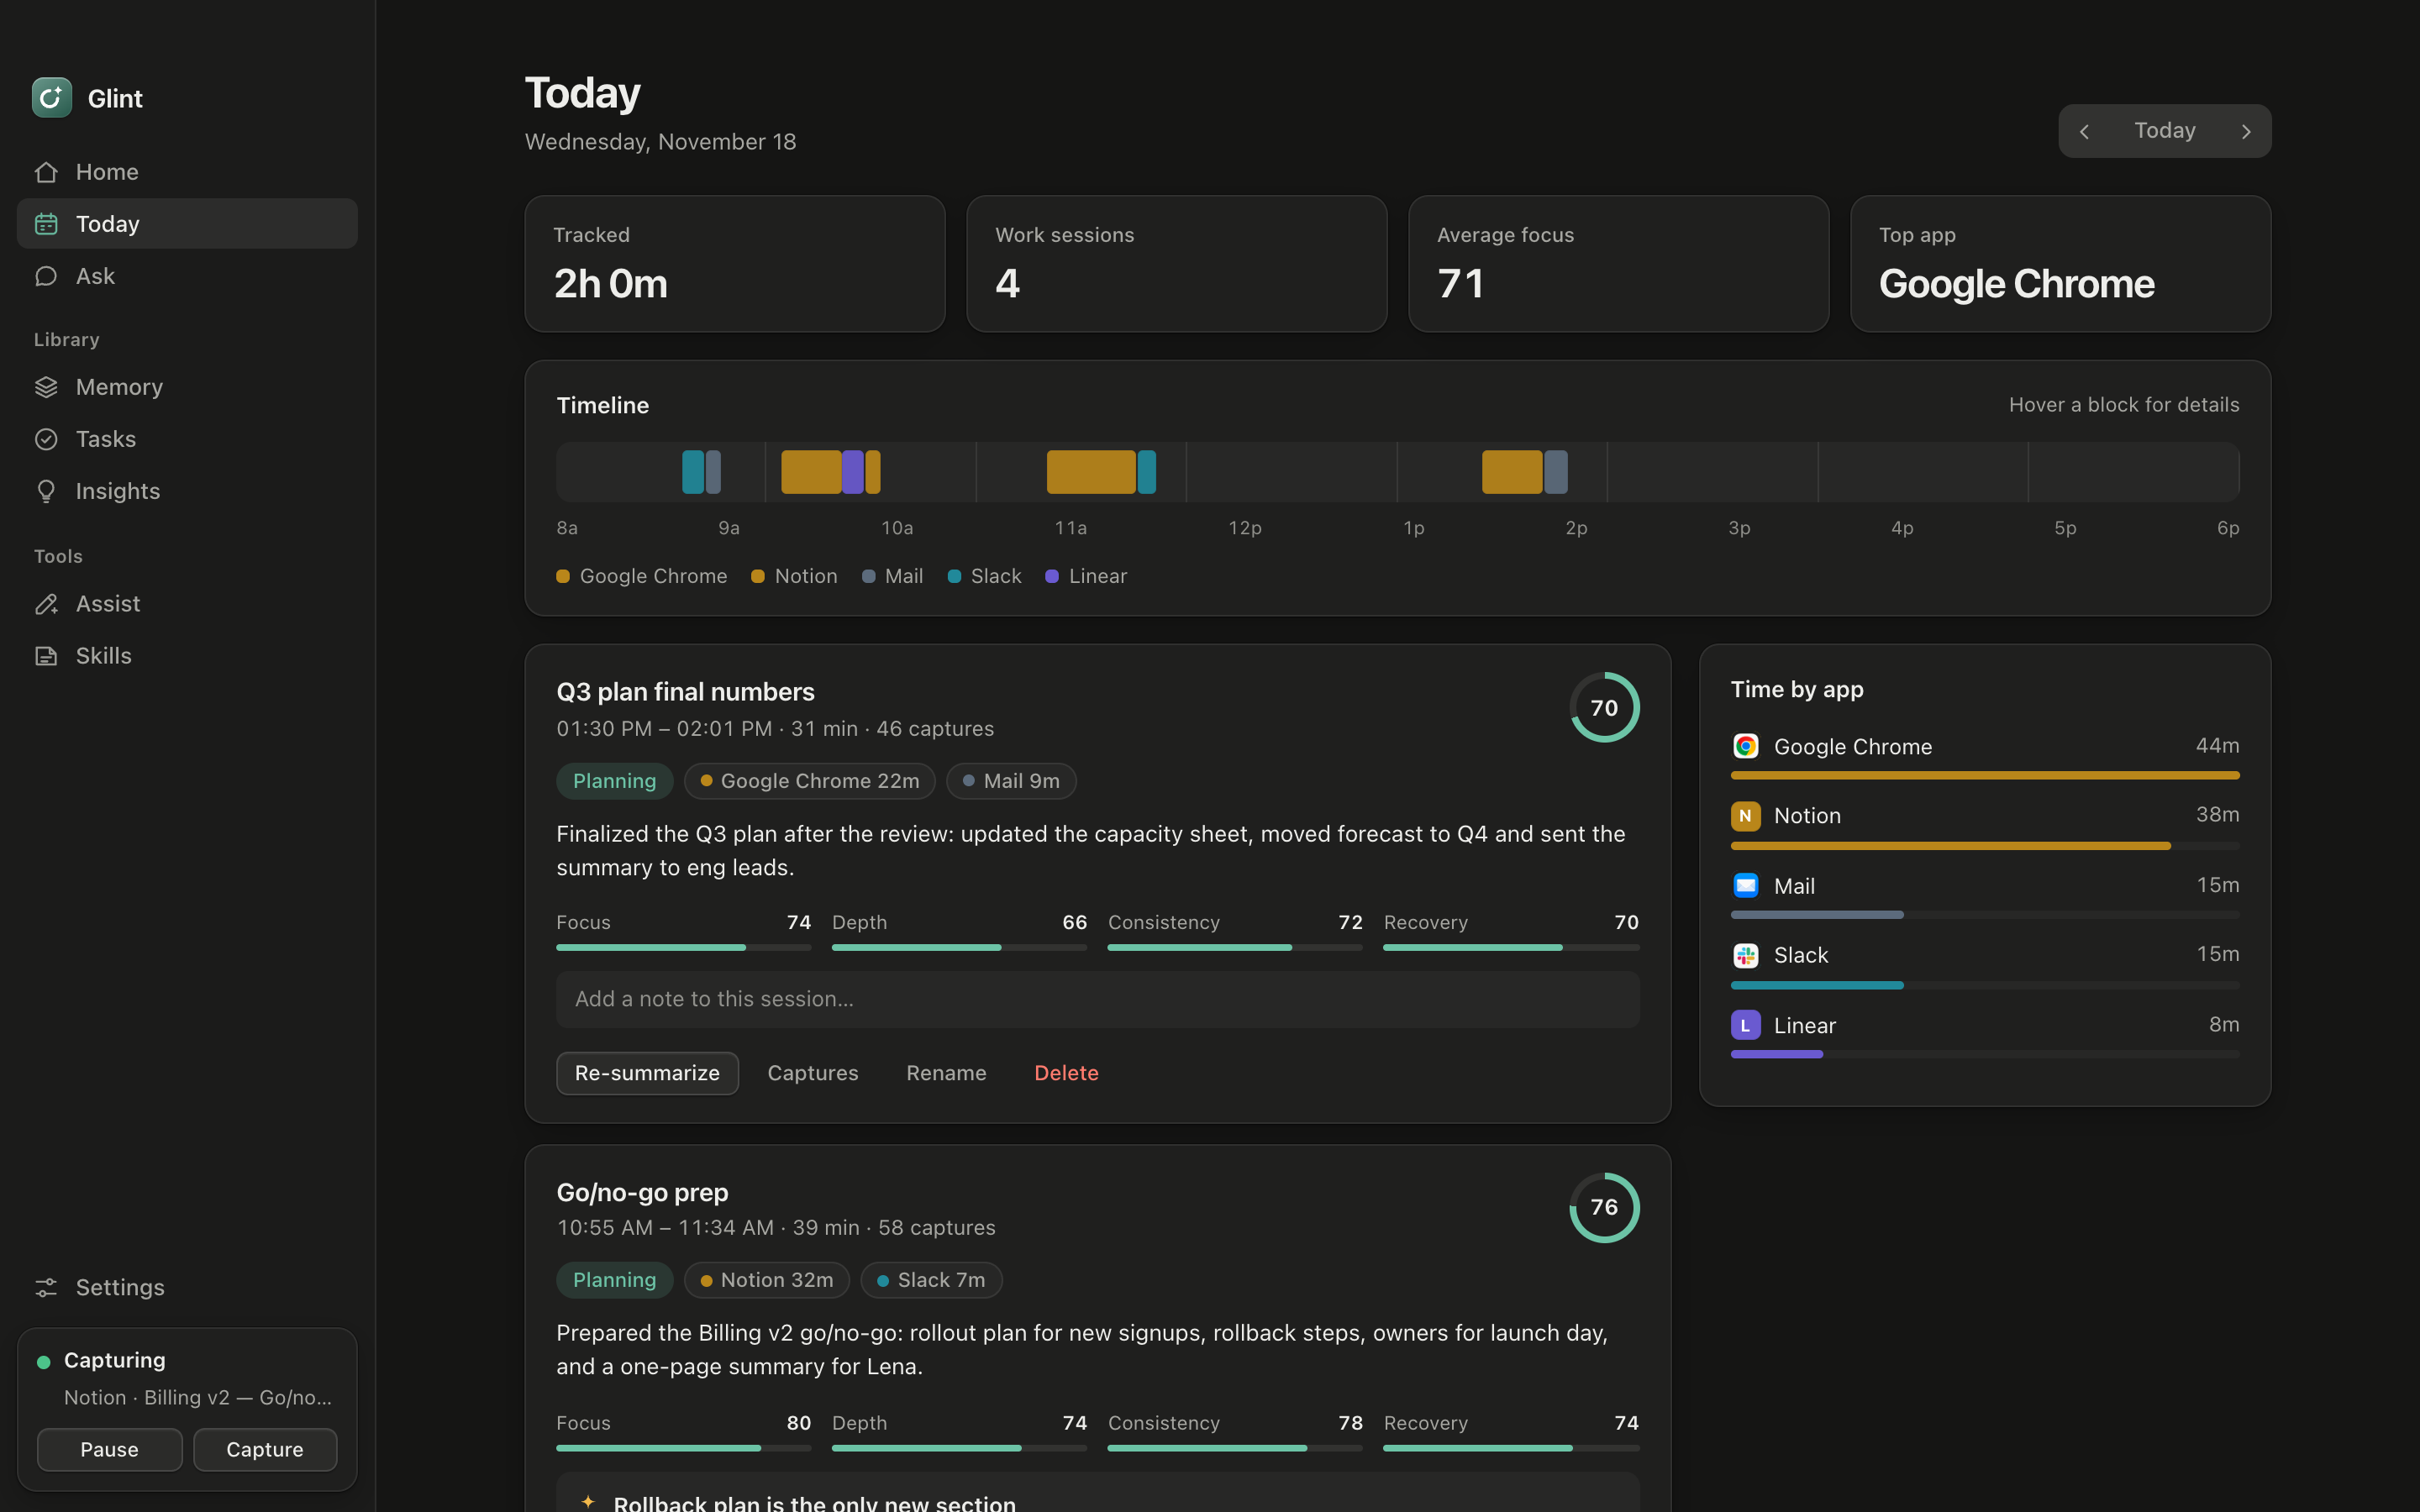 Glint
Home
Today
Ask
Library
Memory
Tasks
Insights
Tools
Assist
Skills
Settings
Capturing
Notion · Billing v2 — Go/no...
Pause
Capture
Today
Wednesday, November 18
Today
Tracked
2h 0m
Work sessions
4
Average focus
71
Top app
Google Chrome
Timeline
Hover a block for details
8a 9a 10a 11a 12p 1p 2p 3p 4p 5p 6p
Google Chrome Notion Mail Slack Linear
Q3 plan final numbers
01:30 PM – 02:01 PM · 31 min · 46 captures
70
Planning Google Chrome 22m Mail 9m
Finalized the Q3 plan after the review: updated the capacity sheet, moved forecast to Q4 and sent the
summary to eng leads.
Focus 74 Depth 66 Consistency 72 Recovery 70
Add a note to this session...
Re-summarize Captures Rename Delete
Go/no-go prep
10:55 AM – 11:34 AM · 39 min · 58 captures
76
Planning Notion 32m Slack 7m
Prepared the Billing v2 go/no-go: rollout plan for new signups, rollback steps, owners for launch day,
and a one-page summary for Lena.
Focus 80 Depth 74 Consistency 78 Recovery 74
Rollback plan is the only new section
Time by app
Google Chrome 44m
N Notion 38m
Mail 15m
Slack 15m
L Linear 8m